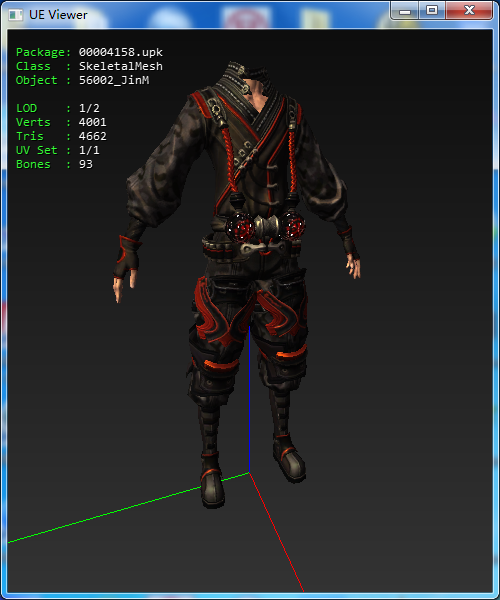 UE Viewer
Package: 00004158.upk
Class : SkeletalMesh
Object : 56002_JinM
LOD : 1/2
Verts : 4001
Tris : 4662
UV Set : 1/1
Bones : 93